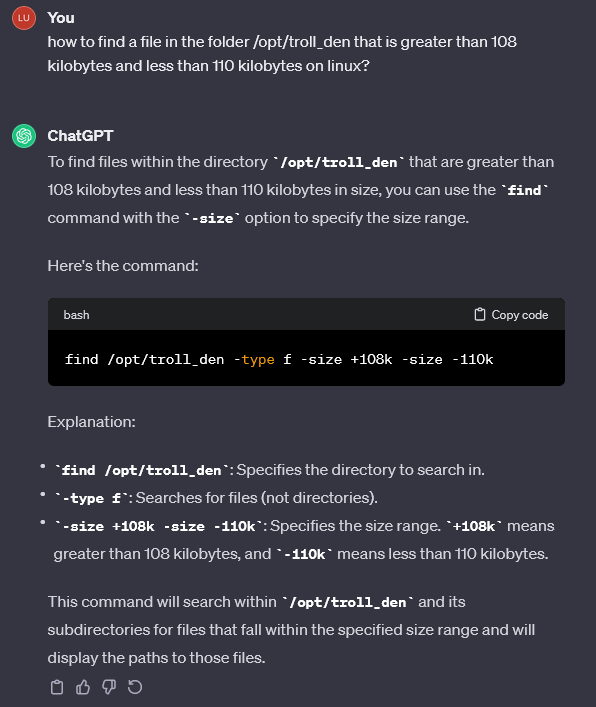 LU
You
how to find a file in the folder /opt/troll_den that is greater than 108
kilobytes and less than 110 kilobytes on linux?
ChatGPT
To find files within the directory `/opt/troll_den` that are greater than
108 kilobytes and less than 110 kilobytes in size, you can use the `find`
command with the `-size` option to specify the size range.
Here's the command:
bash Copy code
find /opt/troll_den -type f -size +108k -size -110k
Explanation:
• `find /opt/troll_den`: Specifies the directory to search in.
• `-type f`: Searches for files (not directories).
• `-size +108k -size -110k`: Specifies the size range. `+108k` means
greater than 108 kilobytes, and `-110k` means less than 110 kilobytes.
This command will search within `/opt/troll_den` and its
subdirectories for files that fall within the specified size range and will
display the paths to those files.